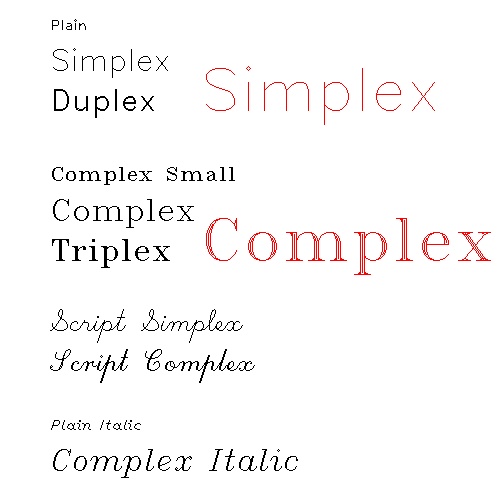 Plain
Simplex
Duplex
Simplex
Complex Small
Complex
Triplex
Complex
Script Simplex
Script Complex
Plain Italic
Complex Italic